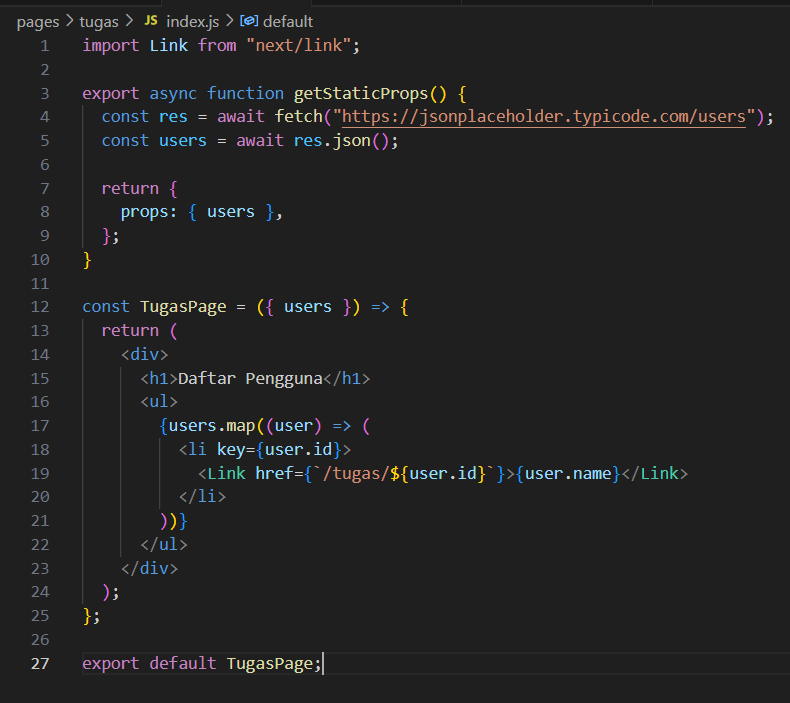 pages > tugas > JS index.js > default
1 import Link from "next/link";
2
3 export async function getStaticProps() {
4   const res = await fetch("https://jsonplaceholder.typicode.com/users");
5   const users = await res.json();
6
7   return {
8     props: { users },
9   };
10 }
11
12 const TugasPage = ({ users }) => {
13   return (
14     <div>
15       <h1>Daftar Pengguna</h1>
16       <ul>
17         {users.map((user) => (
18           <li key={user.id}>
19             <Link href={`/tugas/${user.id}`}>{user.name}</Link>
20           </li>
21         ))}
22       </ul>
23     </div>
24   );
25 };
26
27 export default TugasPage;